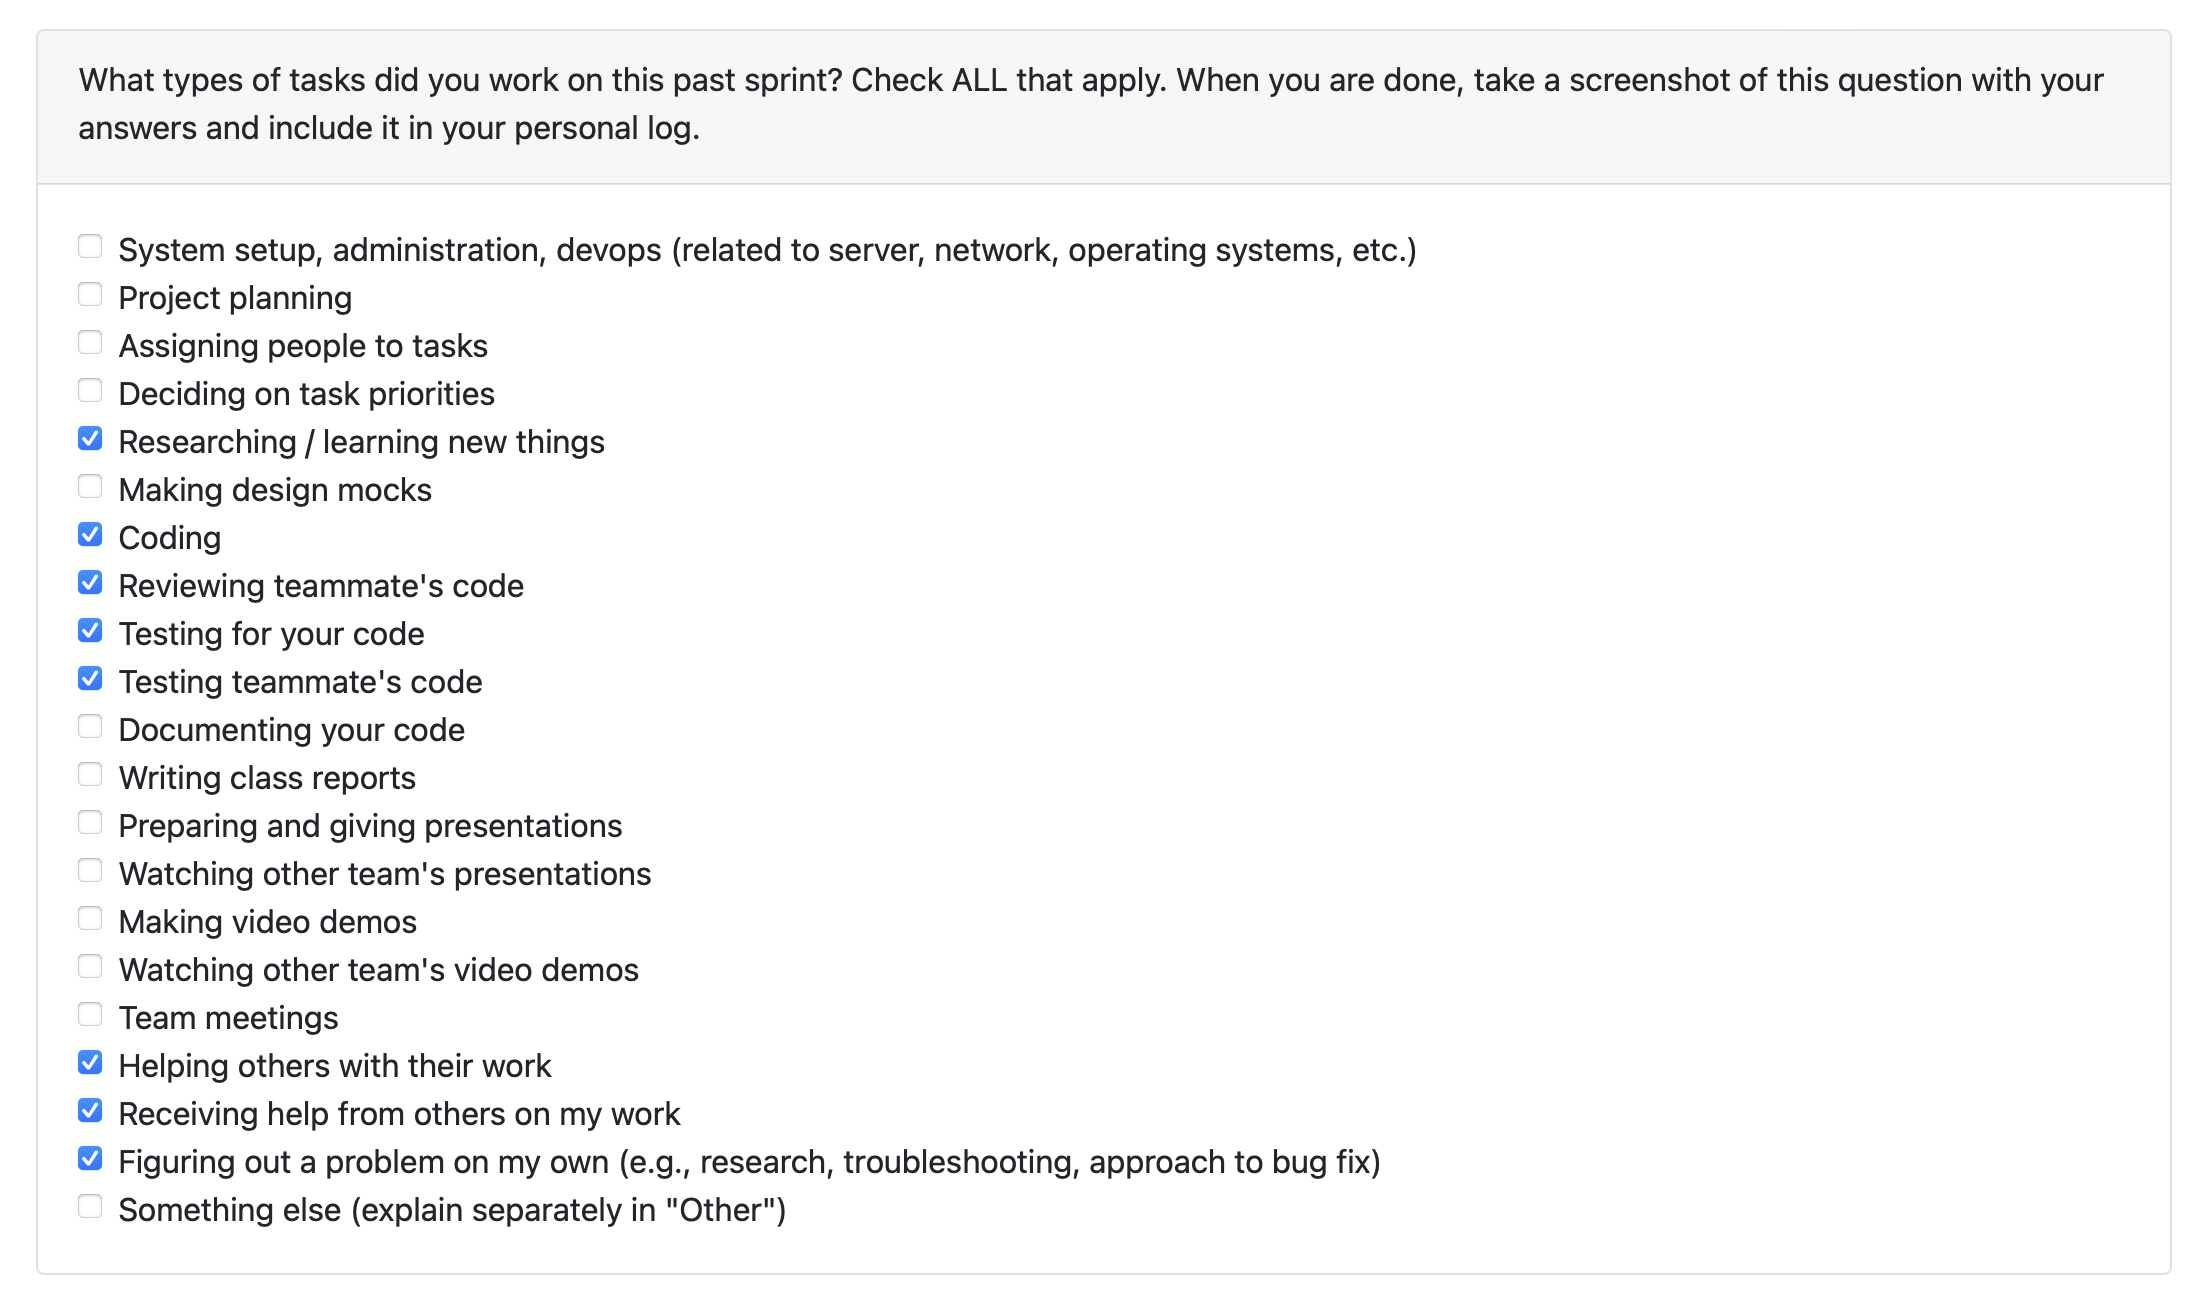 What types of tasks did you work on this past sprint? Check ALL that apply. When you are done, take a screenshot of this question with your
answers and include it in your personal log.
System setup, administration, devops (related to server, network, operating systems, etc.)
Project planning
Assigning people to tasks
Deciding on task priorities
Researching / learning new things
Making design mocks
Coding
Reviewing teammate's code
Testing for your code
Testing teammate's code
Documenting your code
Writing class reports
Preparing and giving presentations
Watching other team's presentations
Making video demos
Watching other team's video demos
Team meetings
Helping others with their work
Receiving help from others on my work
Figuring out a problem on my own (e.g., research, troubleshooting, approach to bug fix)
Something else (explain separately in "Other")